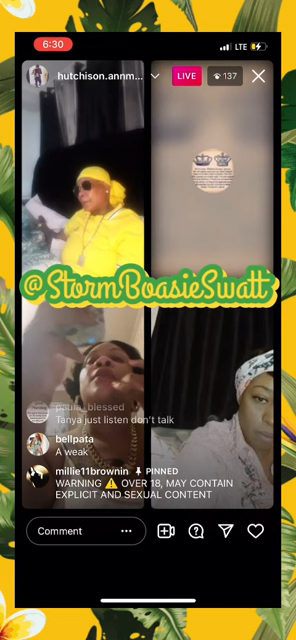 6:30
LTE
hutchison.annm...
LIVE
137
@StormBoasieSwatt
paula_blessed
Tanya just listen don't talk
bellpata
A weak
millie11brownin PINNED
WARNING ⚠️ OVER 18, MAY CONTAIN
EXPLICIT AND SEXUAL CONTENT
Comment